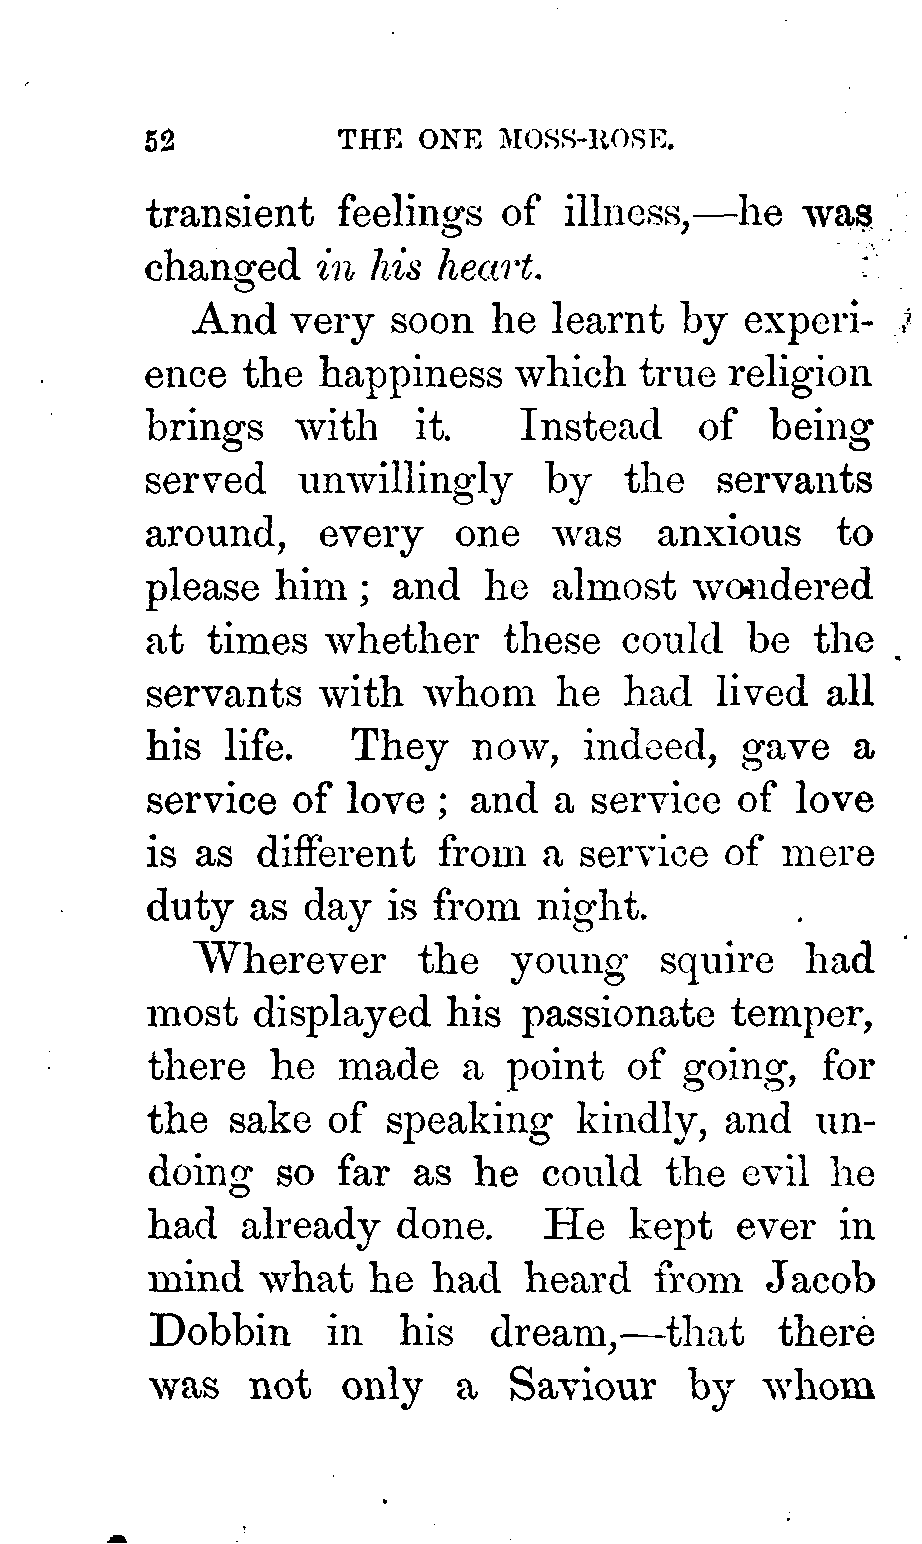 52 THE ONE MOSS-ROSE.
transient feelings of illness,—he was
changed in his heart.
And very soon he learnt by experi-
ence the happiness which true religion
brings with it. Instead of being
served unwillingly by the servants
around, every one was anxious to
please him ; and he almost wondered
at times whether these could be the
servants with whom he had lived all
his life. They now, indeed, gave a
service of love ; and a service of love
is as different from a service of mere
duty as day is from night.
Wherever the young squire had
most displayed his passionate temper,
there he made a point of going, for
the sake of speaking kindly, and un-
doing so far as he could the evil he
had already done. He kept ever in
mind what he had heard from Jacob
Dobbin in his dream,—that there
was not only a Saviour by whom